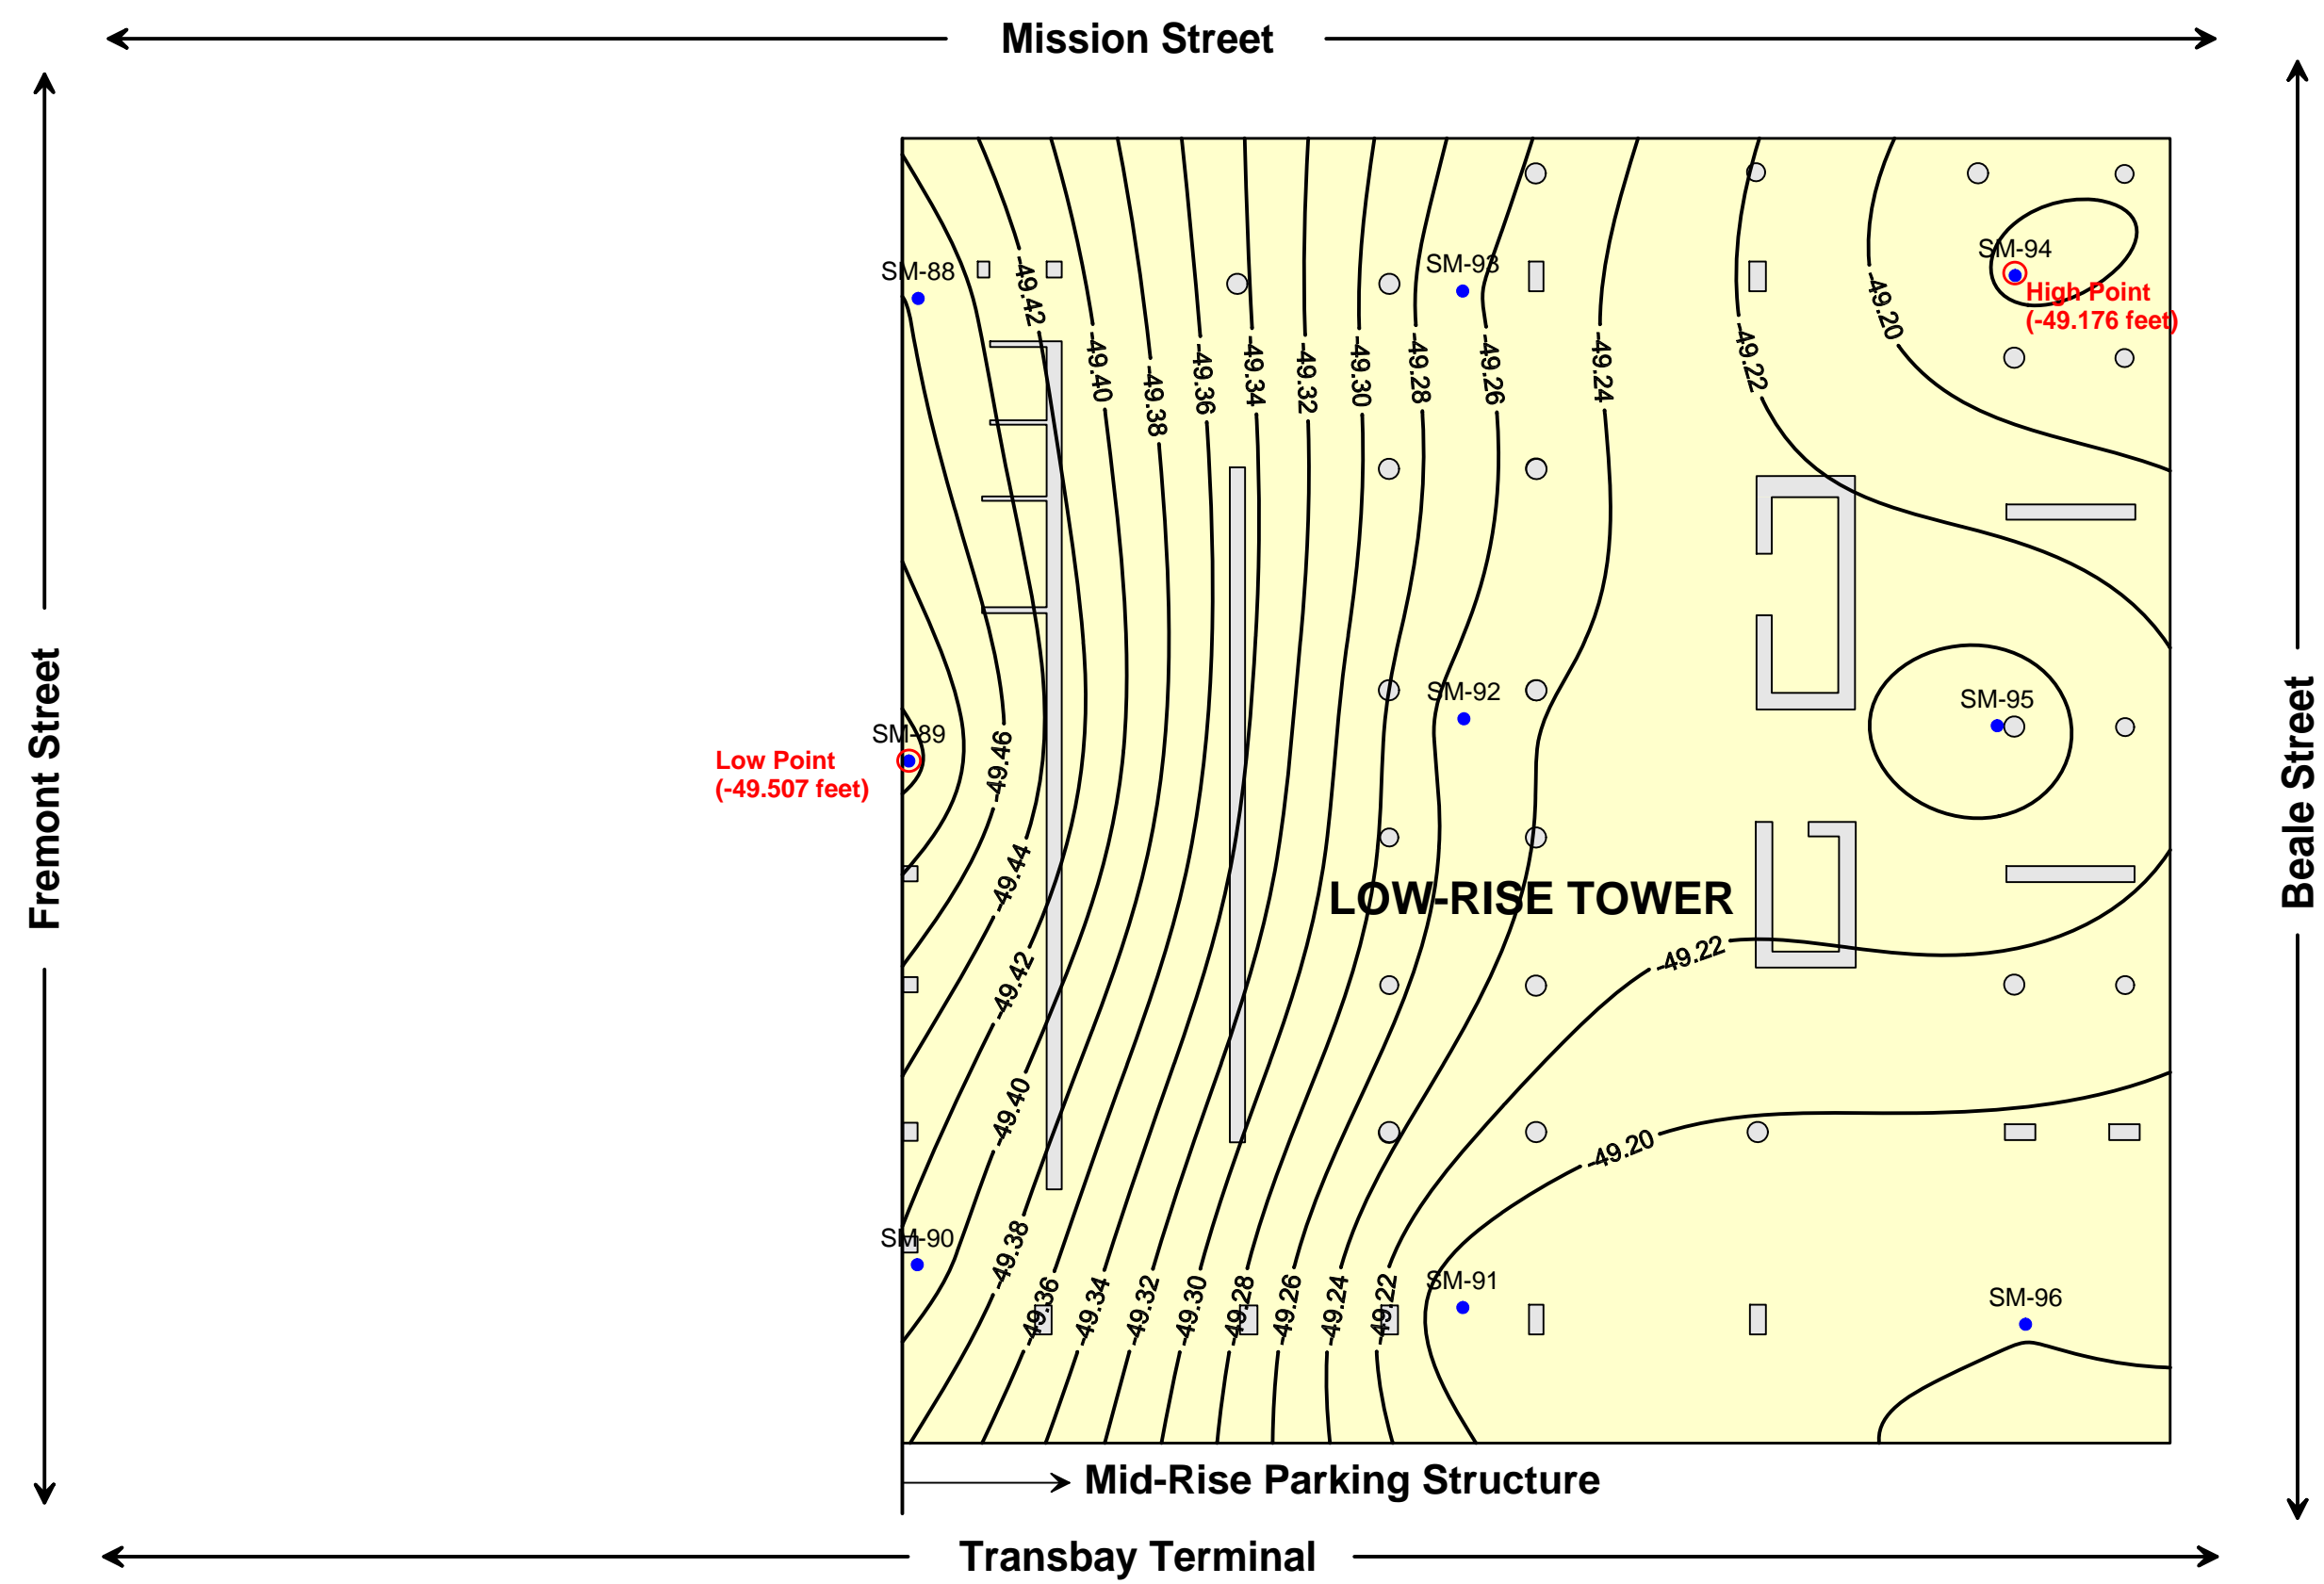 Mission Street
Fremont Street
Beale Street
SM-88
SM-93
SM-94
High Point
(-49.176 feet)
-49.42
-49.40
-49.38
-49.36
-49.34
-49.32
-49.30
-49.28
-49.26
-49.24
-49.22
-49.20
SM-92
SM-95
SM-89
Low Point
(-49.507 feet)
-49.46
-49.44
LOW-RISE TOWER
-49.42
-49.22
-49.40
-49.20
SM-90
-49.38
SM-91
SM-96
-49.36
-49.34
-49.32
-49.30
-49.28
-49.26
-49.24
-49.22
Mid-Rise Parking Structure
Transbay Terminal